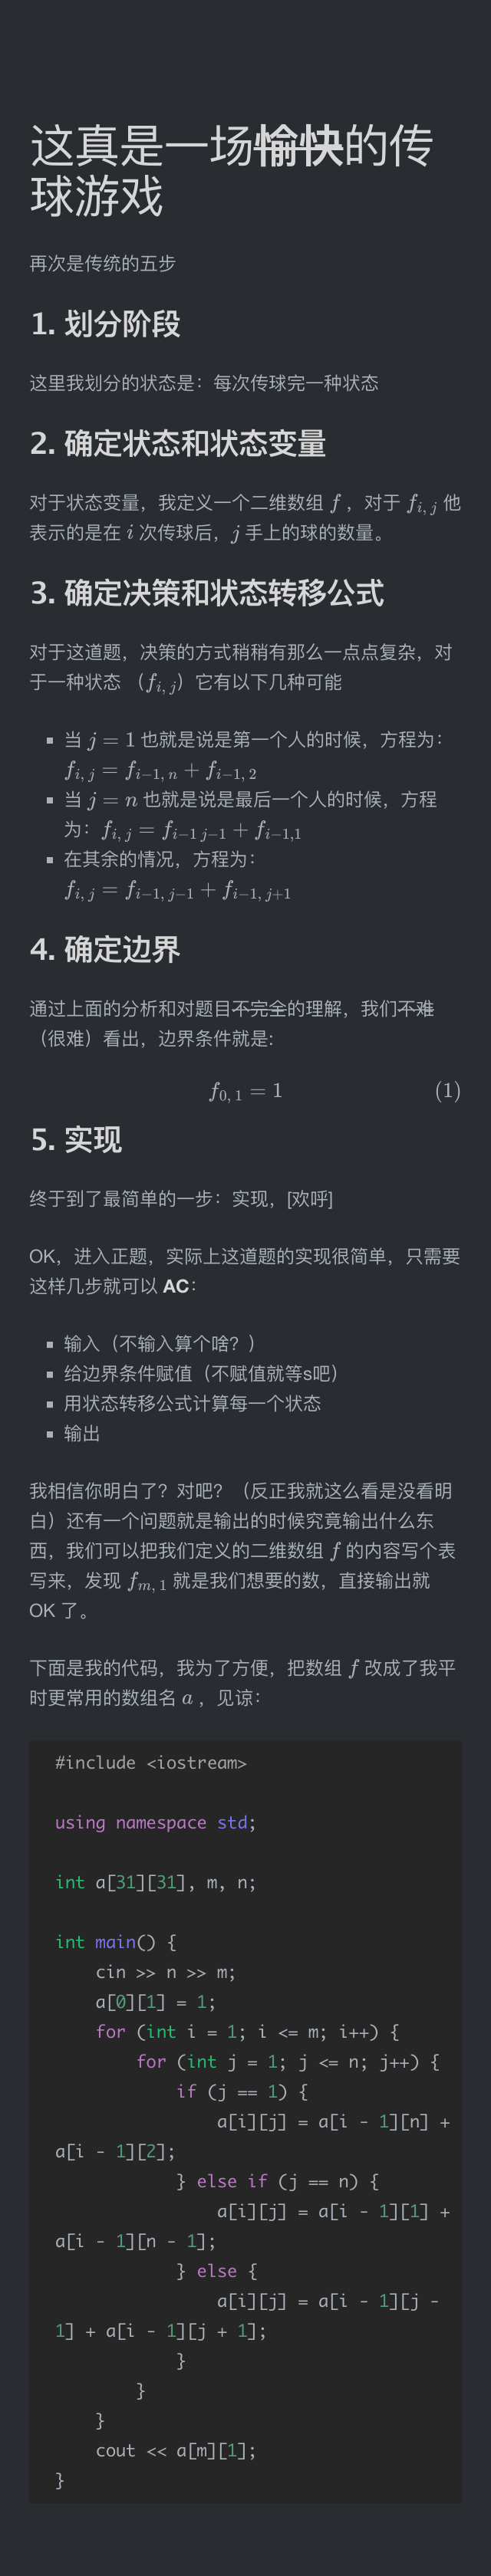 这真是一场愉快的传
球游戏
再次是传统的五步
1. 划分阶段
这里我划分的状态是：每次传球完一种状态
2. 确定状态和状态变量
对于状态变量，我定义一个二维数组 f ，对于 f_{i, j} 他
表示的是在 i 次传球后，j 手上的球的数量。
3. 确定决策和状态转移公式
对于这道题，决策的方式稍稍有那么一点点复杂，对
于一种状态 （f_{i, j}）它有以下几种可能
▪ 当 j = 1 也就是说是第一个人的时候，方程为：
f_{i, j} = f_{i−1, n} + f_{i−1, 2}
▪ 当 j = n 也就是说是最后一个人的时候，方程
为：f_{i, j} = f_{i−1 j−1} + f_{i−1,1}
▪ 在其余的情况，方程为：
f_{i, j} = f_{i−1, j−1} + f_{i−1, j+1}
4. 确定边界
通过上面的分析和对题目不完全的理解，我们不难
（很难）看出，边界条件就是:
f_{0, 1} = 1 (1)
5. 实现
终于到了最简单的一步：实现，[欢呼]
OK，进入正题，实际上这道题的实现很简单，只需要
这样几步就可以 AC：
▪ 输入（不输入算个啥？）
▪ 给边界条件赋值（不赋值就等s吧）
▪ 用状态转移公式计算每一个状态
▪ 输出
我相信你明白了？对吧？（反正我就这么看是没看明
白）还有一个问题就是输出的时候究竟输出什么东
西，我们可以把我们定义的二维数组 f 的内容写个表
写来，发现 f_{m, 1} 就是我们想要的数，直接输出就
OK 了。
下面是我的代码，我为了方便，把数组 f 改成了我平
时更常用的数组名 a ，见谅：
#include <iostream>
using namespace std;
int a[31][31], m, n;
int main() {
    cin >> n >> m;
    a[0][1] = 1;
    for (int i = 1; i <= m; i++) {
        for (int j = 1; j <= n; j++) {
            if (j == 1) {
                a[i][j] = a[i - 1][n] +
a[i - 1][2];
            } else if (j == n) {
                a[i][j] = a[i - 1][1] +
a[i - 1][n - 1];
            } else {
                a[i][j] = a[i - 1][j -
1] + a[i - 1][j + 1];
            }
        }
    }
    cout << a[m][1];
}